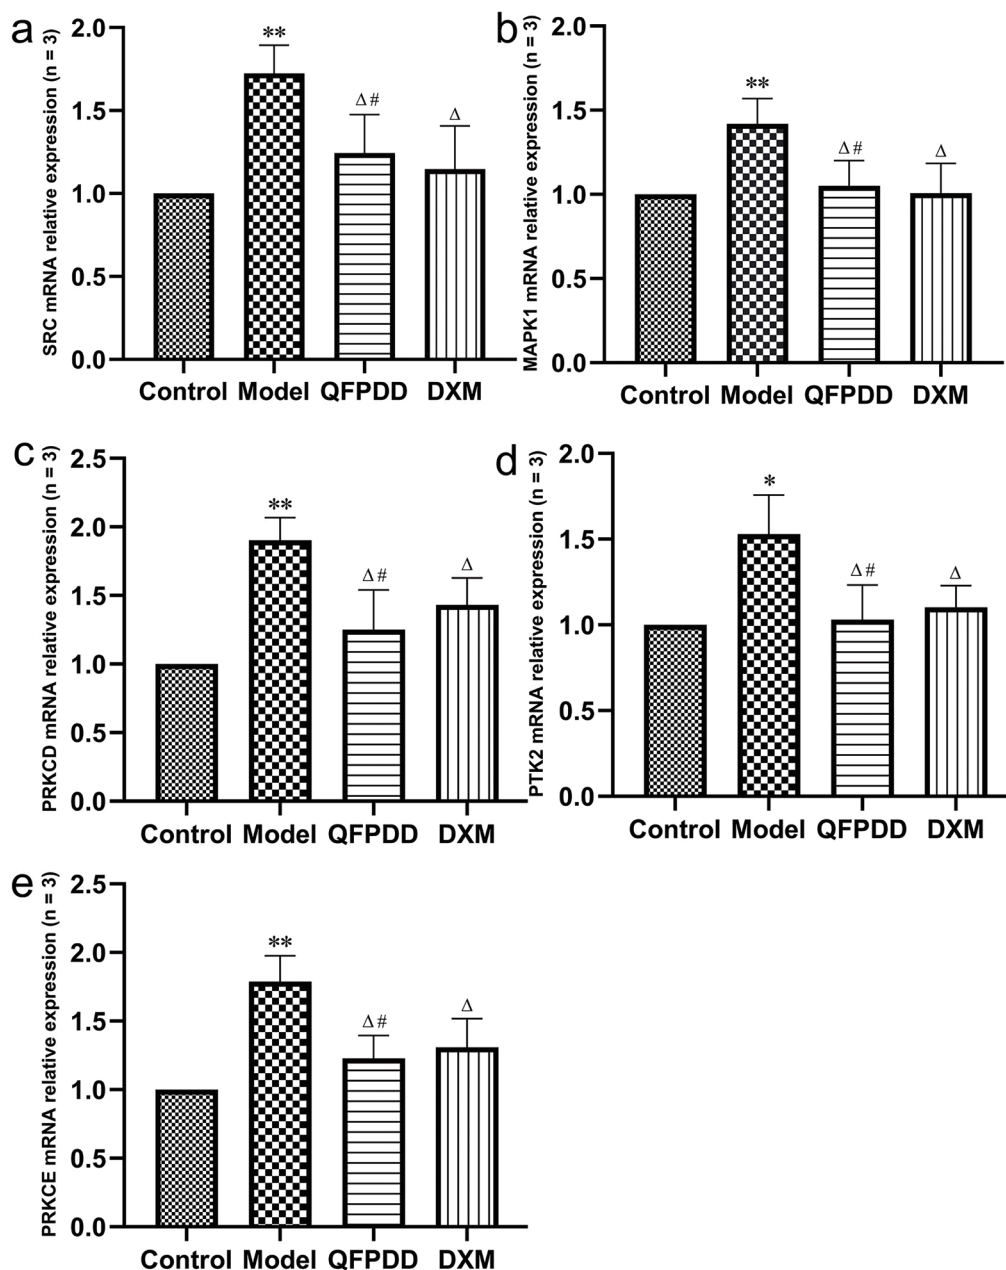 a
SRC mRNA relative expression (n = 3)
2.0
1.5
1.0
0.5
0.0
**
Δ #
Δ
Control Model QFPDD DXM
b
MAPK1 mRNA relative expression (n = 3)
2.0
1.5
1.0
0.5
0.0
**
Δ #
Δ
Control Model QFPDD DXM
c
PRKCD mRNA relative expression (n = 3)
2.5
2.0
1.5
1.0
0.5
0.0
**
Δ #
Δ
Control Model QFPDD DXM
d
PTK2 mRNA relative expression (n = 3)
2.0
1.5
1.0
0.5
0.0
*
Δ #
Δ
Control Model QFPDD DXM
e
PRKCE mRNA relative expression (n = 3)
2.5
2.0
1.5
1.0
0.5
0.0
**
Δ #
Δ
Control Model QFPDD DXM